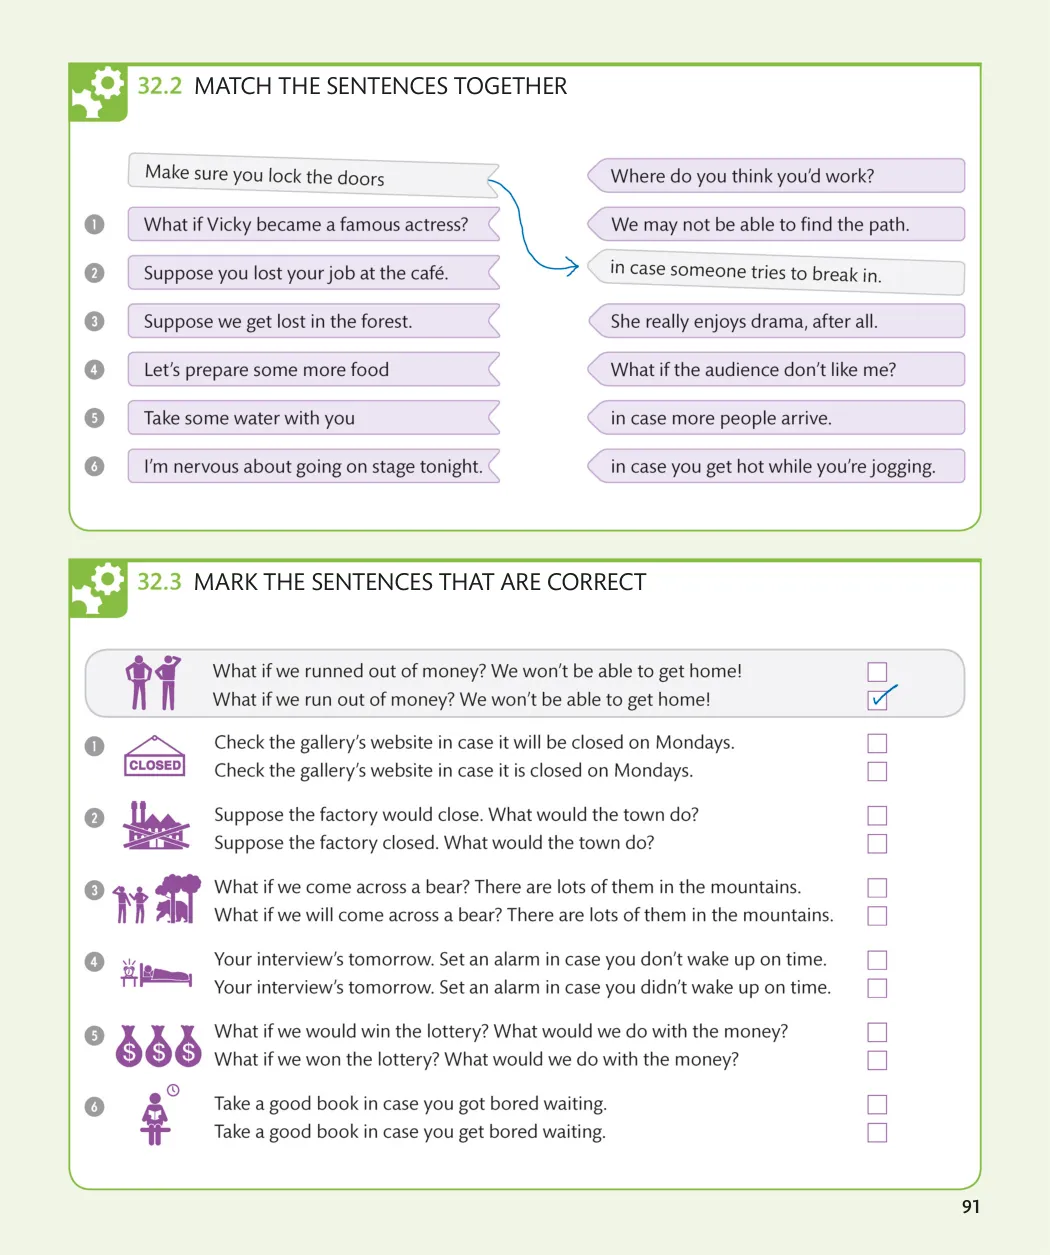 32.2 MATCH THE SENTENCES TOGETHER
Make sure you lock the doors
Where do you think you'd work?
1 What if Vicky became a famous actress?
We may not be able to find the path.
2 Suppose you lost your job at the café.
in case someone tries to break in.
3 Suppose we get lost in the forest.
She really enjoys drama, after all.
4 Let's prepare some more food
What if the audience don't like me?
5 Take some water with you
in case more people arrive.
6 I'm nervous about going on stage tonight.
in case you get hot while you're jogging.
32.3 MARK THE SENTENCES THAT ARE CORRECT
What if we runned out of money? We won't be able to get home!
What if we run out of money? We won't be able to get home!
1 CLOSED
Check the gallery's website in case it will be closed on Mondays.
Check the gallery's website in case it is closed on Mondays.
2 Suppose the factory would close. What would the town do?
Suppose the factory closed. What would the town do?
3 What if we come across a bear? There are lots of them in the mountains.
What if we will come across a bear? There are lots of them in the mountains.
4 Your interview's tomorrow. Set an alarm in case you don't wake up on time.
Your interview's tomorrow. Set an alarm in case you didn't wake up on time.
5 $ $ $
What if we would win the lottery? What would we do with the money?
What if we won the lottery? What would we do with the money?
6 Take a good book in case you got bored waiting.
Take a good book in case you get bored waiting.
91